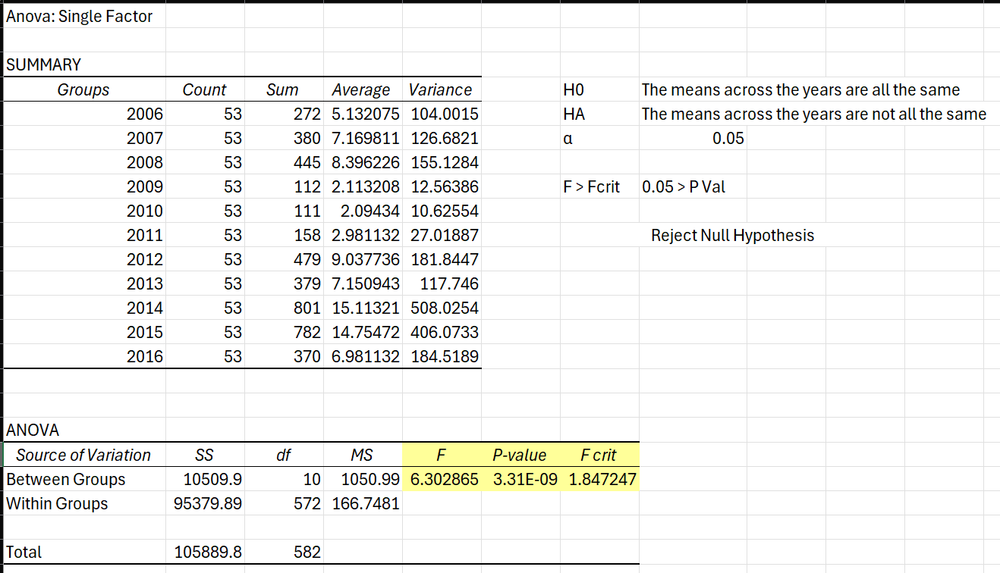 Anova: Single Factor
SUMMARY
Groups Count Sum Average Variance H0 The means across the years are all the same
2006 53 272 5.132075 104.0015 HA The means across the years are not all the same
2007 53 380 7.169811 126.6821 α 0.05
2008 53 445 8.396226 155.1284
2009 53 112 2.113208 12.56386 F > Fcrit 0.05 > P Val
2010 53 111 2.09434 10.62554
2011 53 158 2.981132 27.01887 Reject Null Hypothesis
2012 53 479 9.037736 181.8447
2013 53 379 7.150943 117.746
2014 53 801 15.11321 508.0254
2015 53 782 14.75472 406.0733
2016 53 370 6.981132 184.5189
ANOVA
Source of Variation SS df MS F P-value F crit
Between Groups 10509.9 10 1050.99 6.302865 3.31E-09 1.847247
Within Groups 95379.89 572 166.7481
Total 105889.8 582